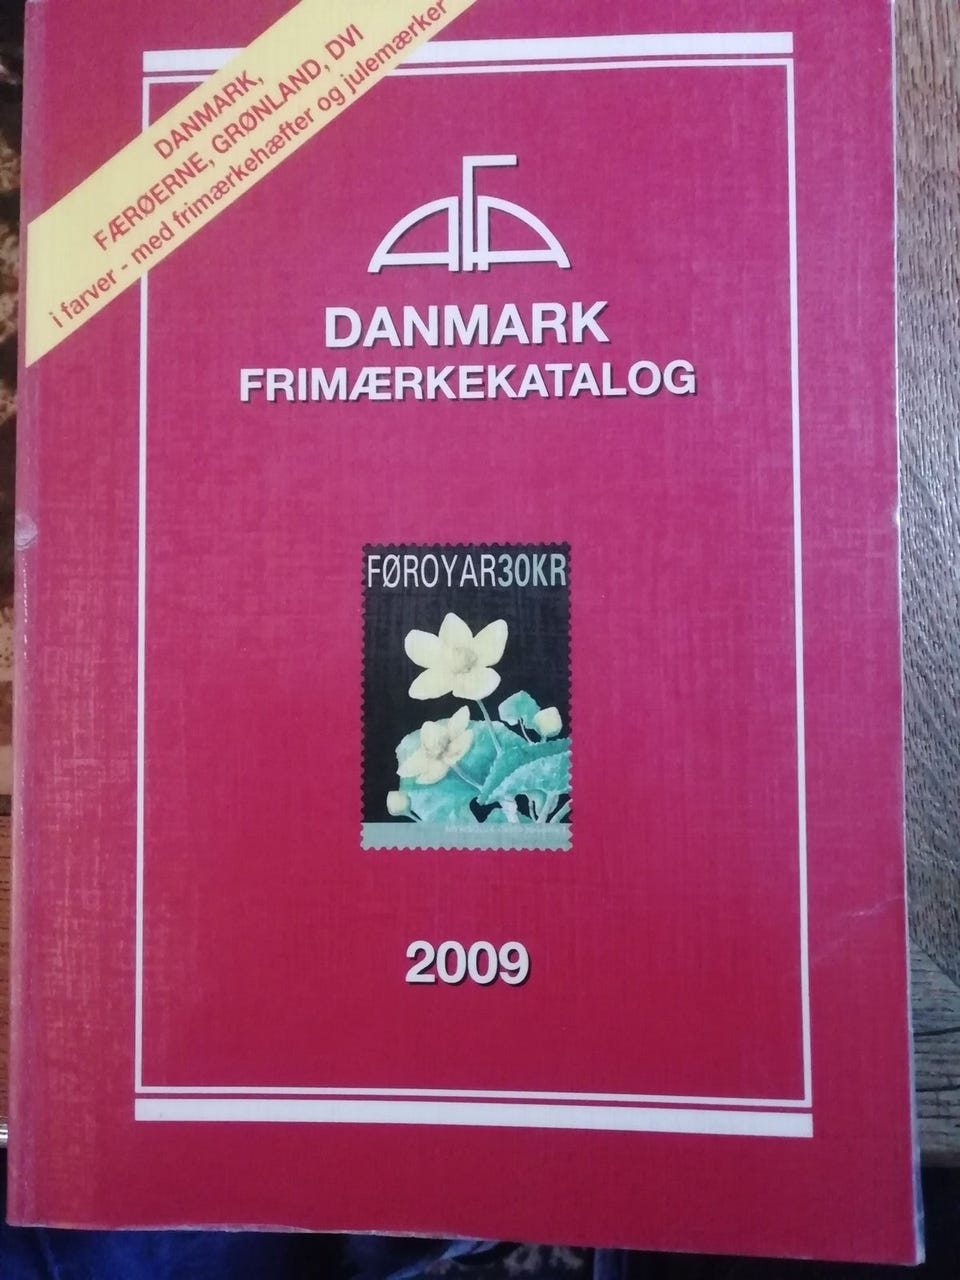 DANMARK,
FÆRØERNE, GRØNLAND, DVI
i farver - med frimærkehæfter og julemærker
AFA
DANMARK
FRIMÆRKEKATALOG
FØROYAR30KR
2009